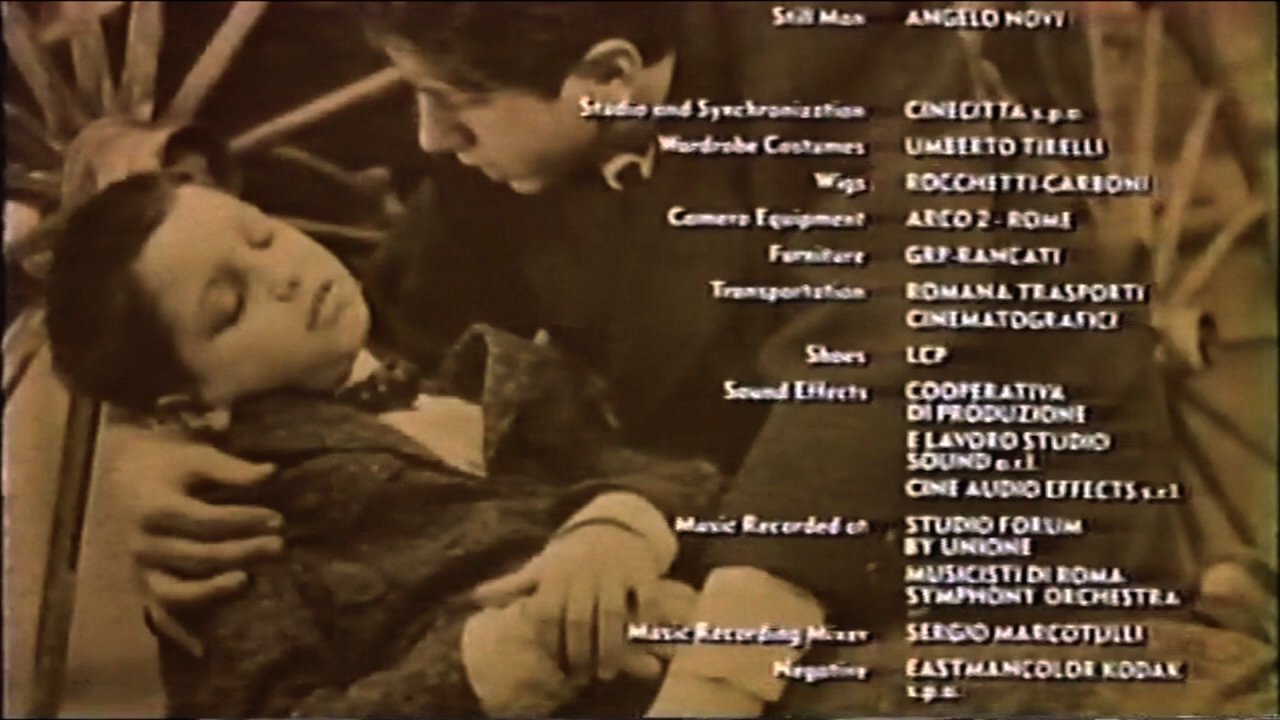 Still Man ANGELO NOVI
Studio and Synchronization CINECITTA s.p.a.
Wardrobe Costumes UMBERTO TIRELLI
Wigs ROCCHETTI-CARBONI
Camera Equipment ARCO 2 - ROME
Furniture GRP-RANCATI
Transportation ROMANA TRASPORTI
CINEMATOGRAFICI
Shoes LCP
Sound Effects COOPERATIVA
DI PRODUZIONE
E LAVORO STUDIO
SOUND a.r.l.
CINE AUDIO EFFECTS s.r.l.
Music Recorded at STUDIO FORUM
BY UNIONE
MUSICISTI DI ROMA
SYMPHONY ORCHESTRA
Music Recording Mixer SERGIO MARCOTULLI
Negative EASTMANCOLOR KODAK
s.p.a.